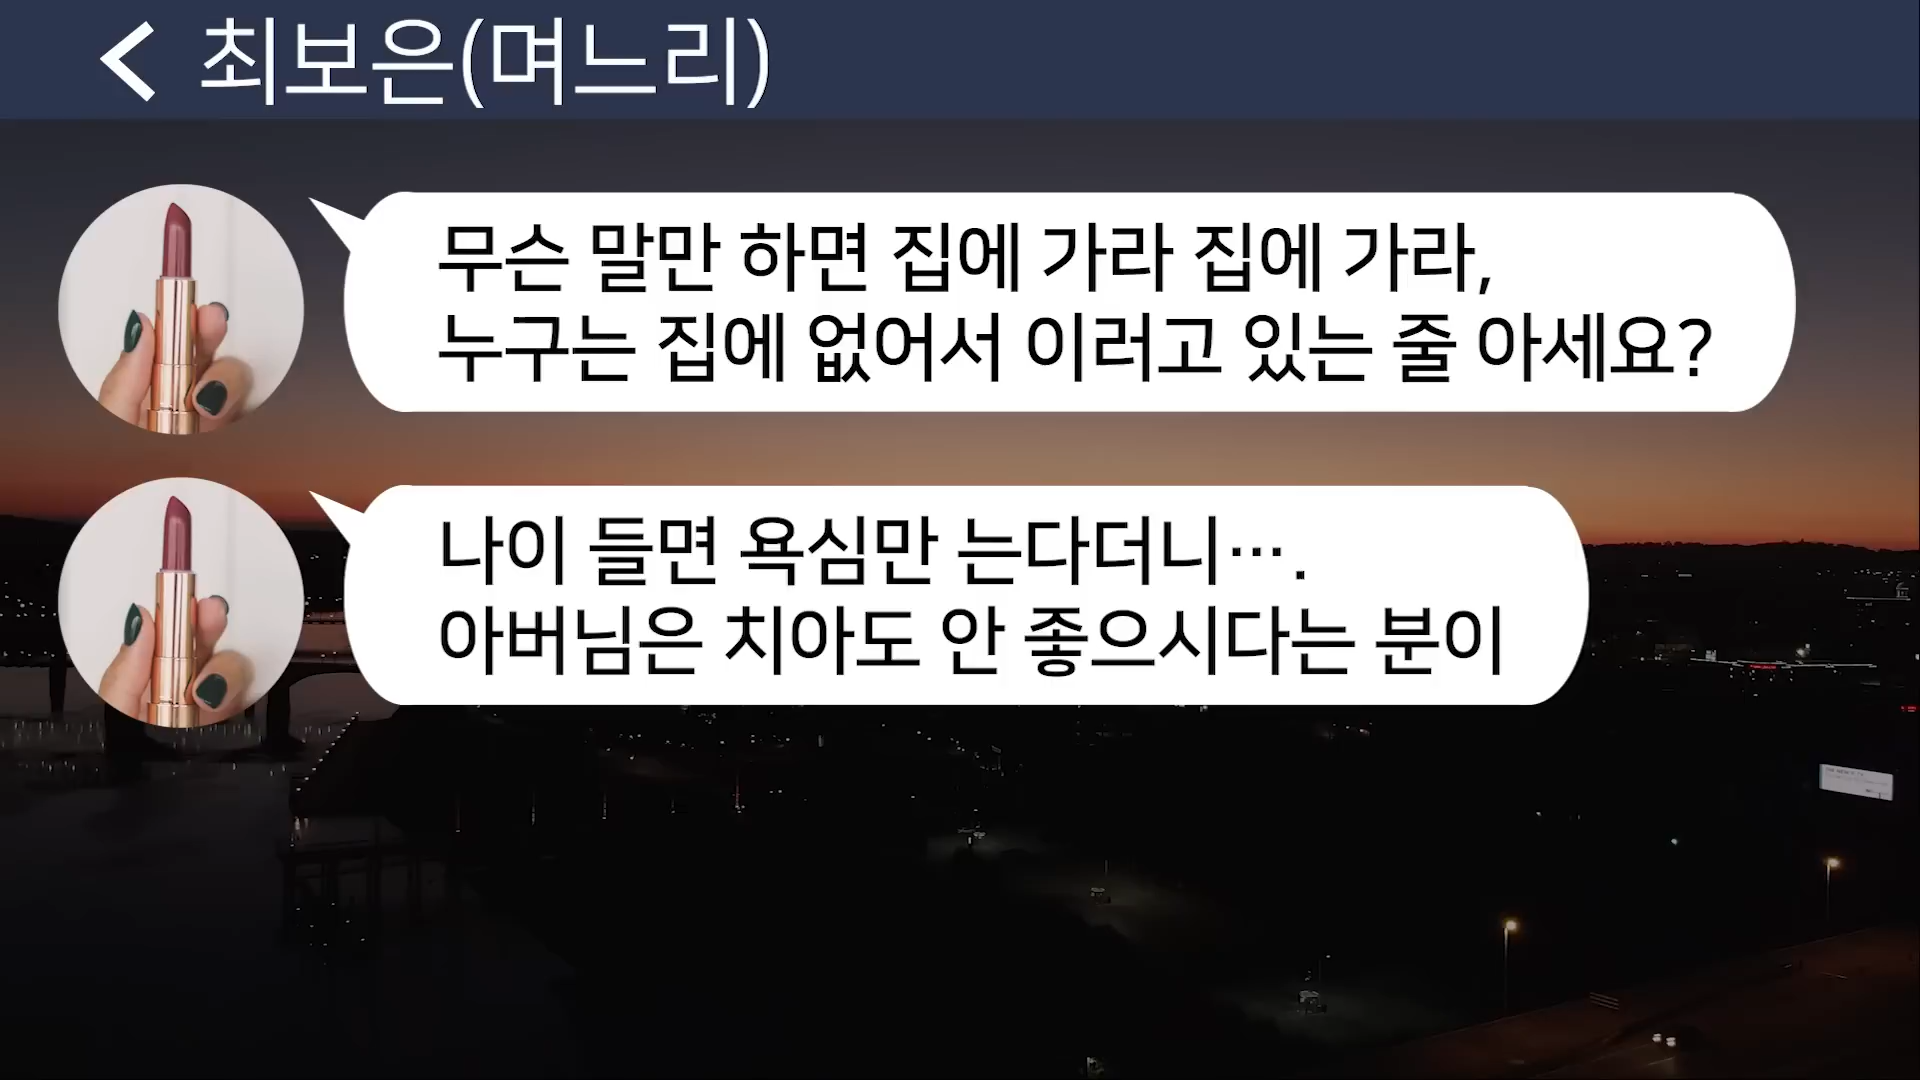 최보은(며느리)
무슨 말만 하면 집에 가라 집에 가라,
누구는 집에 없어서 이러고 있는 줄 아세요?
나이 들면 욕심만 는다더니….
아버님은 치아도 안 좋으시다는 분이